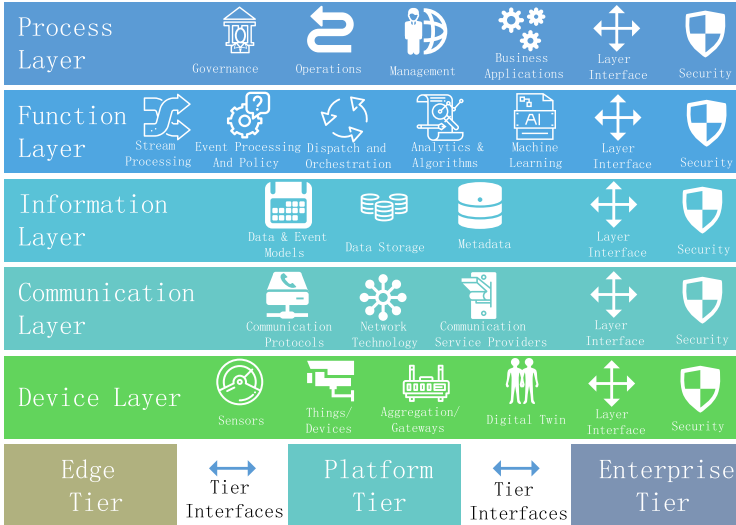 Process
Layer
Governance
Operations
Management
Business
Applications
Layer
Interface
Security
Function
Layer
Stream
Processing
Event Processing
And Policy
Dispatch and
Orchestration
Analytics &
Algorithms
AI
Machine
Learning
Layer
Interface
Security
Information
Layer
Data & Event
Models
Data Storage
Metadata
Layer
Interface
Security
Communication
Layer
Communication
Protocols
Network
Technology
Communication
Service Providers
Layer
Interface
Security
Device Layer
Sensors
Things/
Devices
Aggregation/
Gateways
Digital Twin
Layer
Interface
Security
Edge
Tier
Tier
Interfaces
Platform
Tier
Tier
Interfaces
Enterprise
Tier